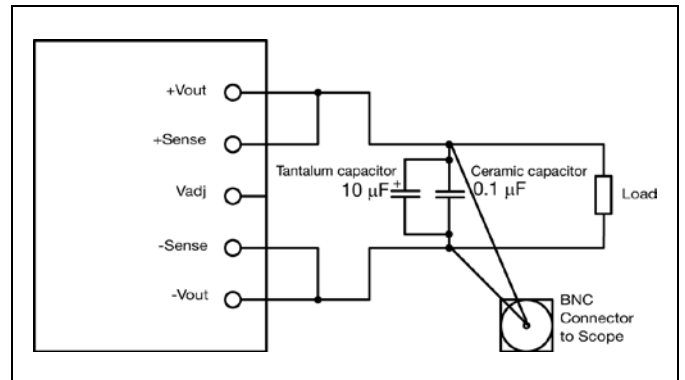 +Vout
+Sense
Vadj
-Sense
-Vout
Tantalum capacitor
10 µF
+
Ceramic capacitor
0.1 µF
Load
BNC
Connector
to Scope